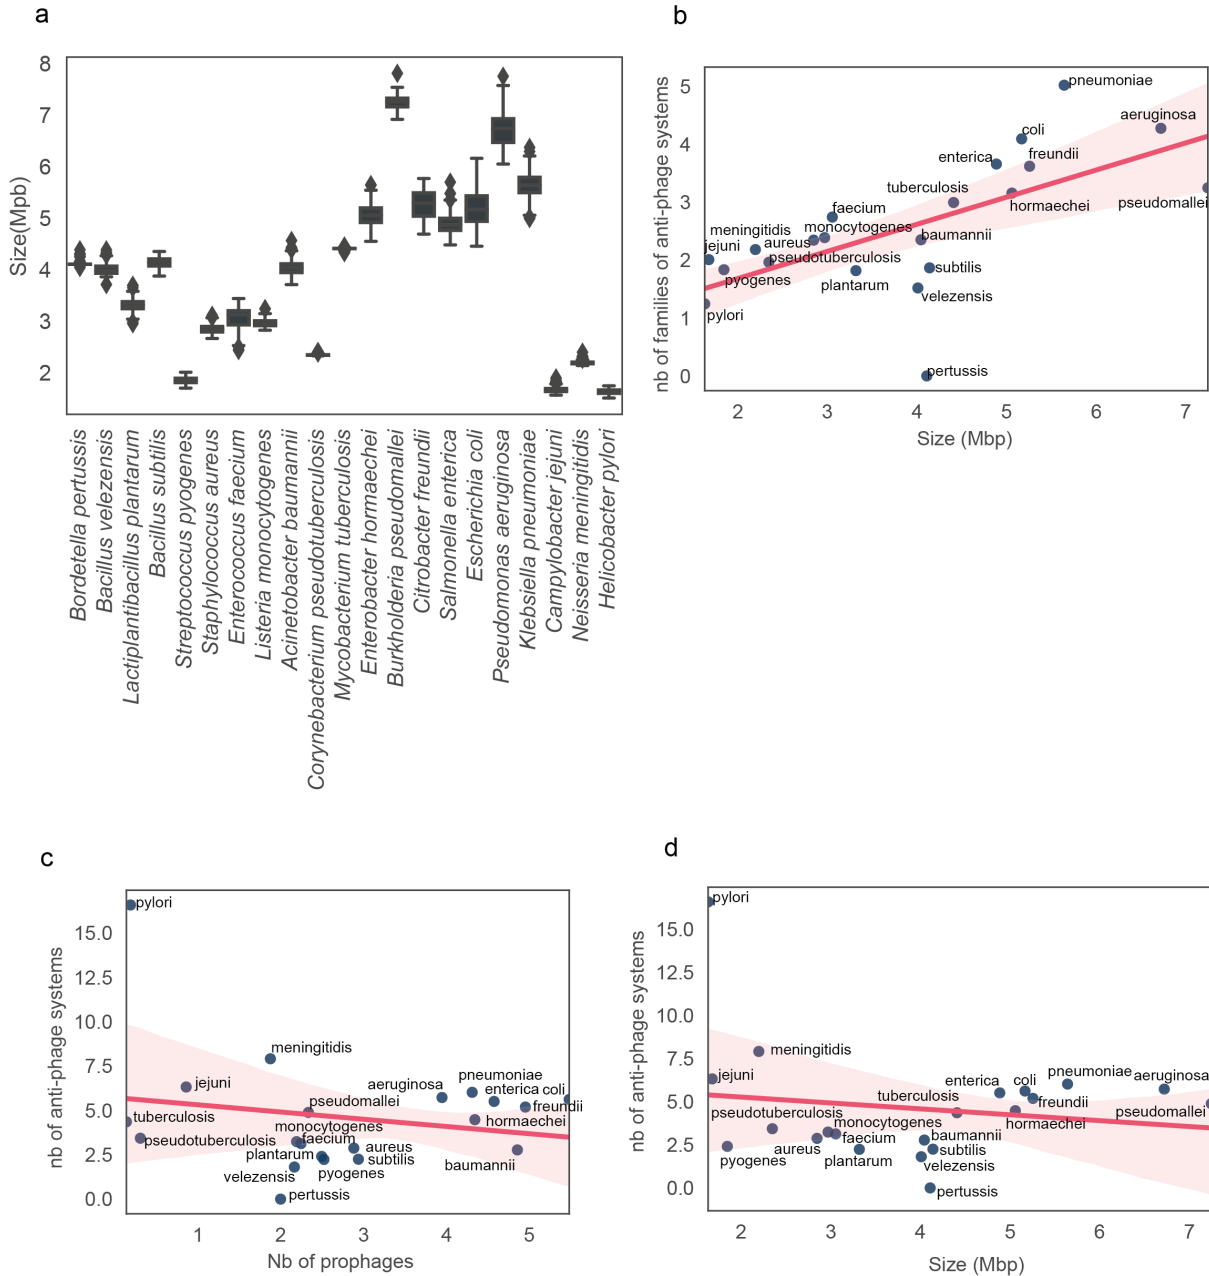 a
8
7
6
5
4
3
2
Size(Mpb)
Bordetella pertussis
Bacillus velezensis
Lactiplantibacillus plantarum
Bacillus subtilis
Streptococcus pyogenes
Staphylococcus aureus
Enterococcus faecium
Listeria monocytogenes
Acinetobacter baumannii
Corynebacterium pseudotuberculosis
Mycobacterium tuberculosis
Enterobacter hormaechei
Burkholderia pseudomallei
Citrobacter freundii
Salmonella enterica
Escherichia coli
Pseudomonas aeruginosa
Klebsiella pneumoniae
Campylobacter jejuni
Neisseria meningitidis
Helicobacter pylori
b
nb of families of anti-phage systems
5
4
3
2
1
0
pneumoniae
aeruginosa
coli
freundii
enterica
tuberculosis
pseudomallei
hormaechei
faecium
meningitidis
monocytogenes
baumannii
jejuni
aureus
pseudotuberculosis
subtilis
pyogenes
plantarum
velezensis
pylori
pertussis
2 3 4 5 6 7
Size (Mbp)
c
nb of anti-phage systems
15.0
12.5
10.0
7.5
5.0
2.5
0.0
pylori
meningitidis
jejuni
aeruginosa
pneumoniae
enterica
coli
pseudomallei
freundii
tuberculosis
monocytogenes
hormaechei
pseudotuberculosis
faecium
plantarum
aureus
subtilis
baumannii
velezensis
pyogenes
pertussis
1 2 3 4 5
Nb of prophages
d
nb of anti-phage systems
15.0
12.5
10.0
7.5
5.0
2.5
0.0
pylori
meningitidis
jejuni
pneumoniae
aeruginosa
enterica
coli
tuberculosis
freundii
pseudomallei
pseudotuberculosis
monocytogenes
hormaechei
faecium
baumannii
aureus
subtilis
pyogenes
plantarum
velezensis
pertussis
2 3 4 5 6 7
Size (Mbp)